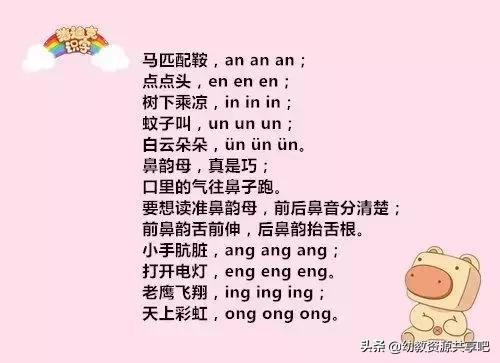 识字
马匹配鞍，an an an；
点点头，en en en；
树下乘凉，in in in；
蚊子叫，un un un；
白云朵朵，ün ün ün。
鼻韵母，真是巧；
口里的气往鼻子跑。
要想读准鼻韵母，前后鼻音分清楚；
前鼻韵舌前伸，后鼻韵抬舌根。
小手肮脏，ang ang ang；
打开电灯，eng eng eng。
老鹰飞翔，ing ing ing；
天上彩虹，ong ong ong。
头条 @幼教资源共享吧